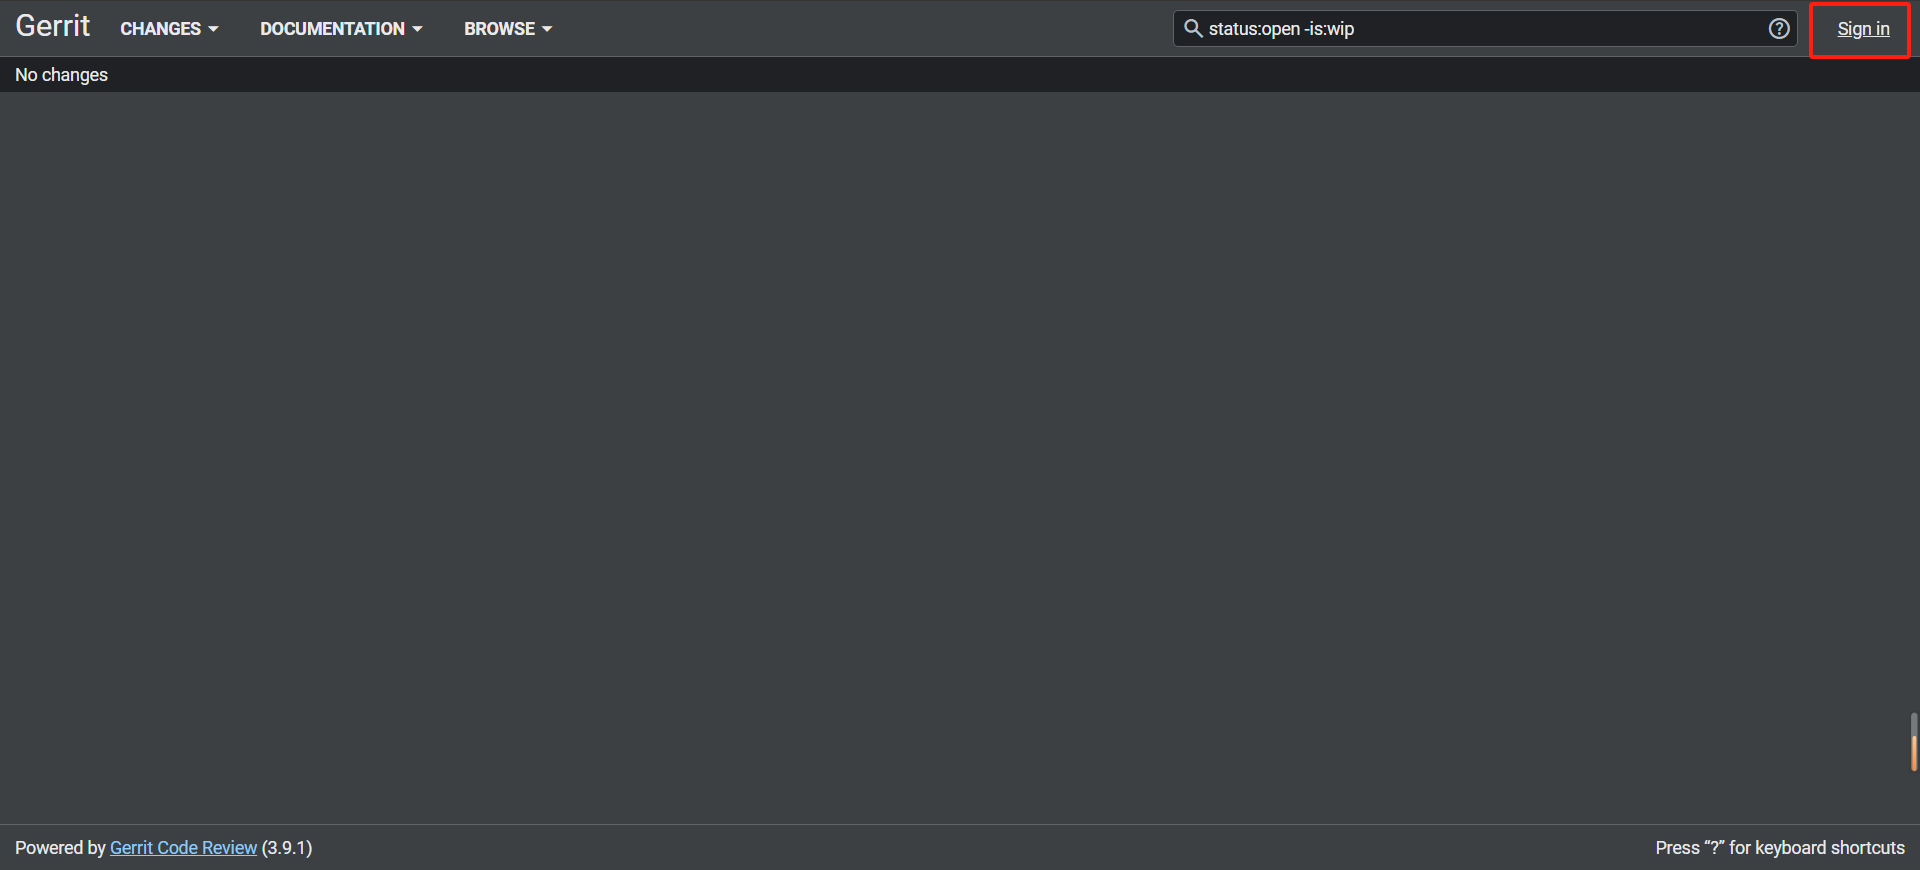 Gerrit CHANGES DOCUMENTATION BROWSE status:open -is:wip ? Sign in
No changes
Powered by Gerrit Code Review (3.9.1) Press “?” for keyboard shortcuts